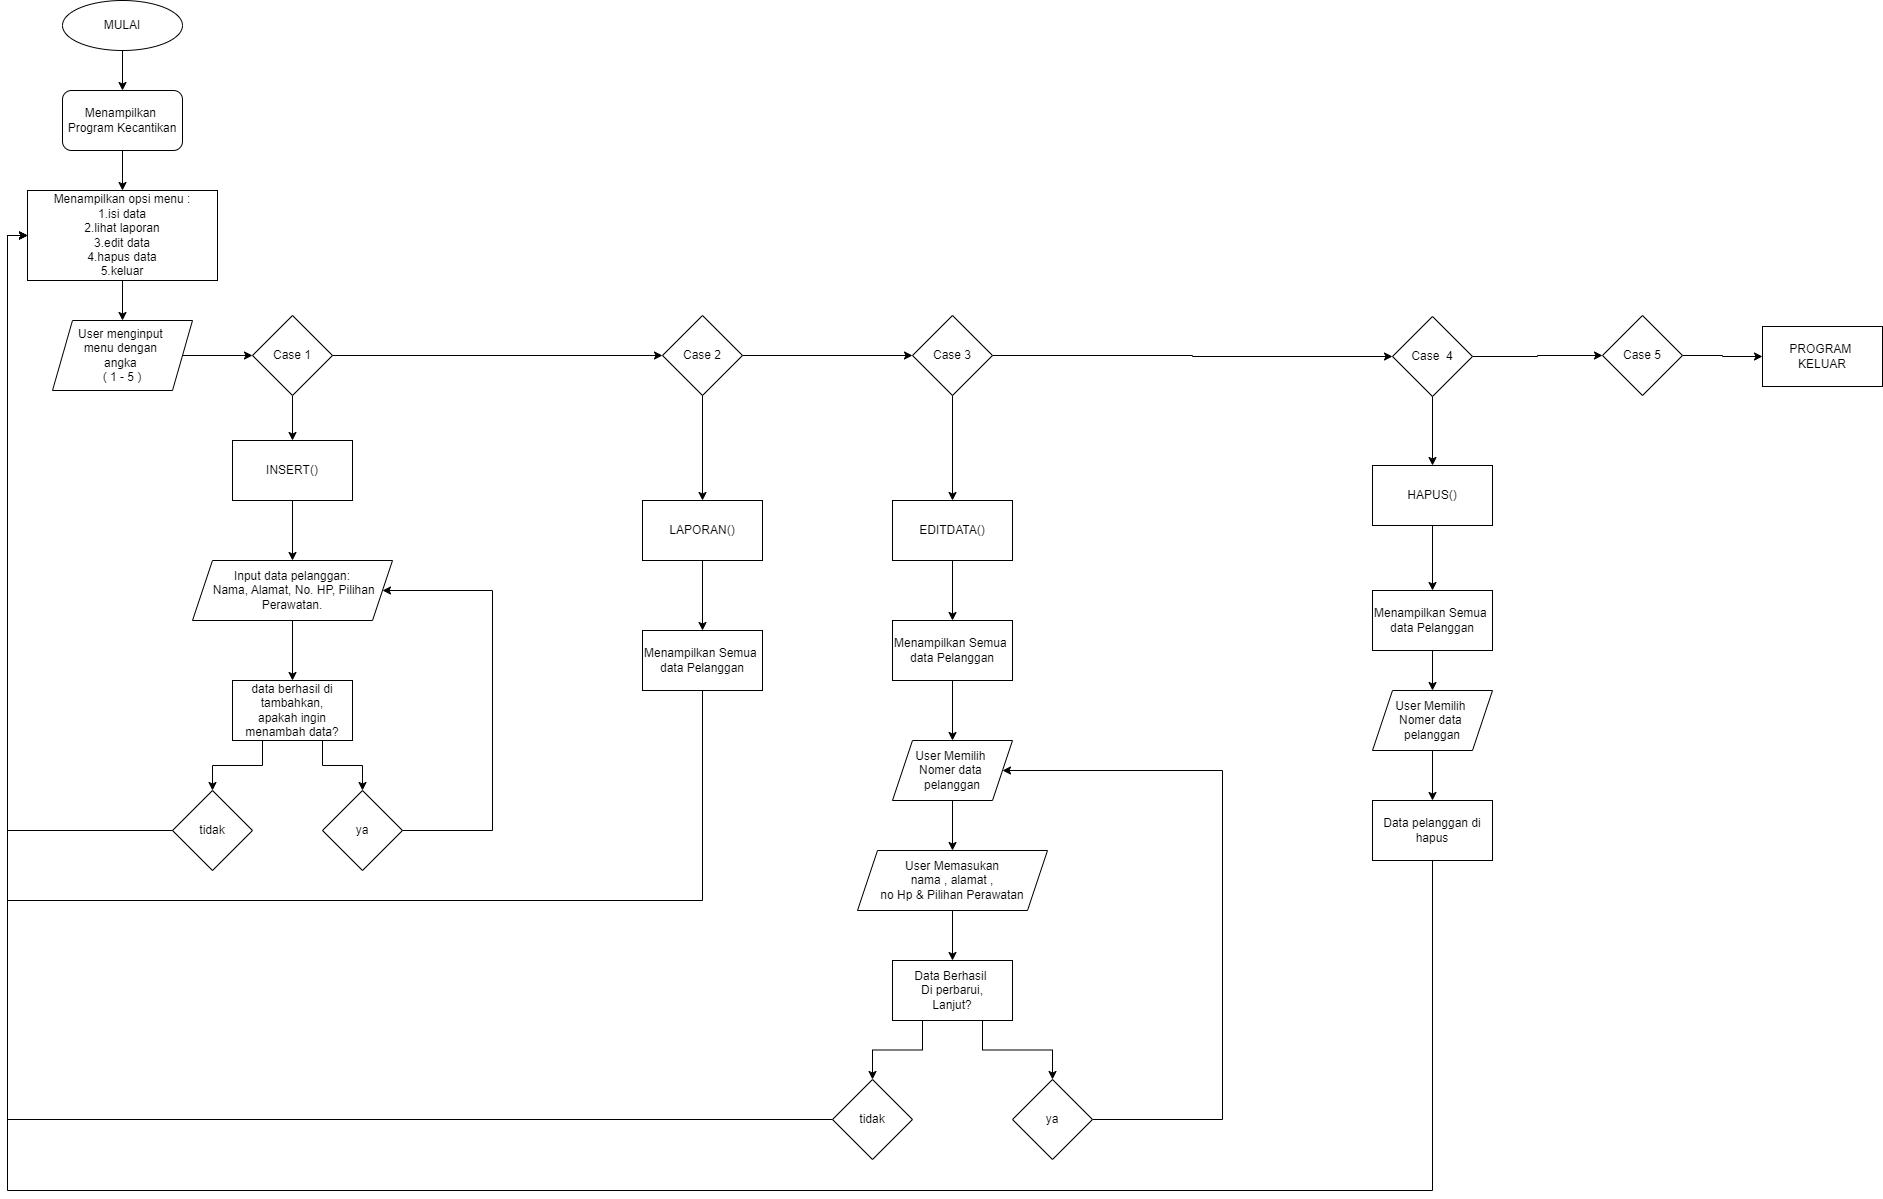 MULAI
Menampilkan
Program Kecantikan
Menampilkan opsi menu :
1.isi data
2.lihat laporan
3.edit data
4.hapus data
5.keluar
User menginput
menu dengan
angka
( 1 - 5 )
Case 1
Case 2
Case 3
Case 4
Case 5
PROGRAM
KELUAR
INSERT()
Input data pelanggan:
Nama, Alamat, No. HP, Pilihan
Perawatan.
data berhasil di
tambahkan,
apakah ingin
menambah data?
tidak
ya
LAPORAN()
Menampilkan Semua
data Pelanggan
EDITDATA()
Menampilkan Semua
data Pelanggan
User Memilih
Nomer data
pelanggan
User Memasukan
nama , alamat ,
no Hp & Pilihan Perawatan
Data Berhasil
Di perbarui,
Lanjut?
tidak
ya
HAPUS()
Menampilkan Semua
data Pelanggan
User Memilih
Nomer data
pelanggan
Data pelanggan di
hapus